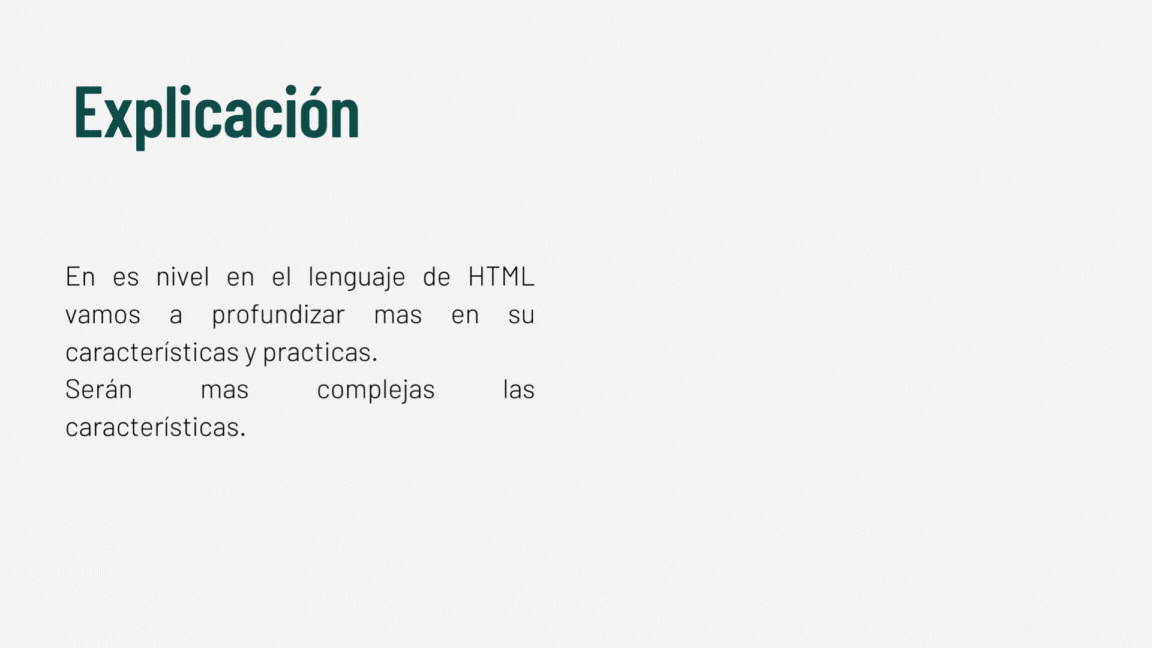 Explicación
En es nivel en el lenguaje de HTML
vamos a profundizar mas en su
características y practicas.
Serán mas complejas las
características.